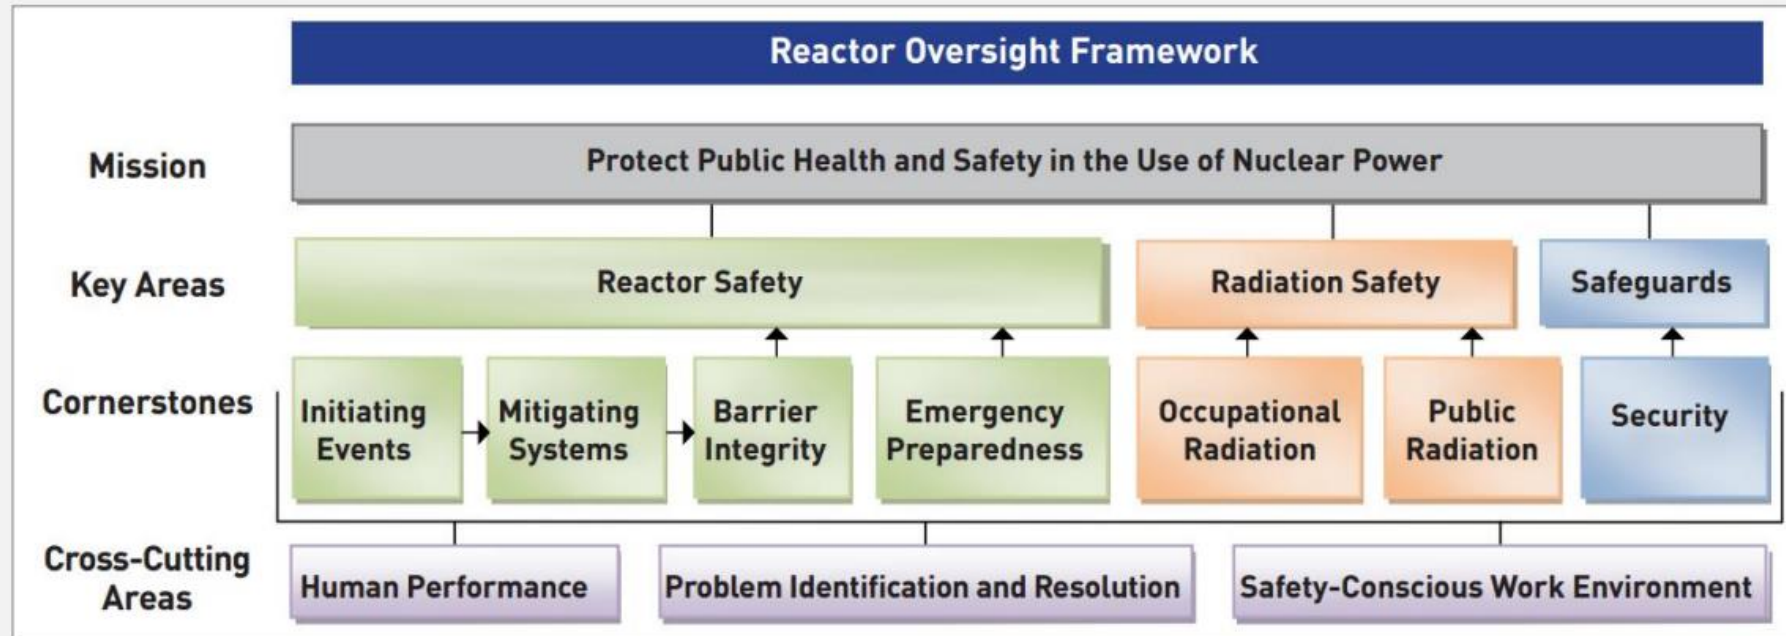 Reactor Oversight Framework
Mission
Protect Public Health and Safety in the Use of Nuclear Power
Key Areas
Reactor Safety
Radiation Safety
Safeguards
Cornerstones
Initiating
Events
Mitigating
Systems
Barrier
Integrity
Emergency
Preparedness
Occupational
Radiation
Public
Radiation
Security
Cross-Cutting
Areas
Human Performance
Problem Identification and Resolution
Safety-Conscious Work Environment